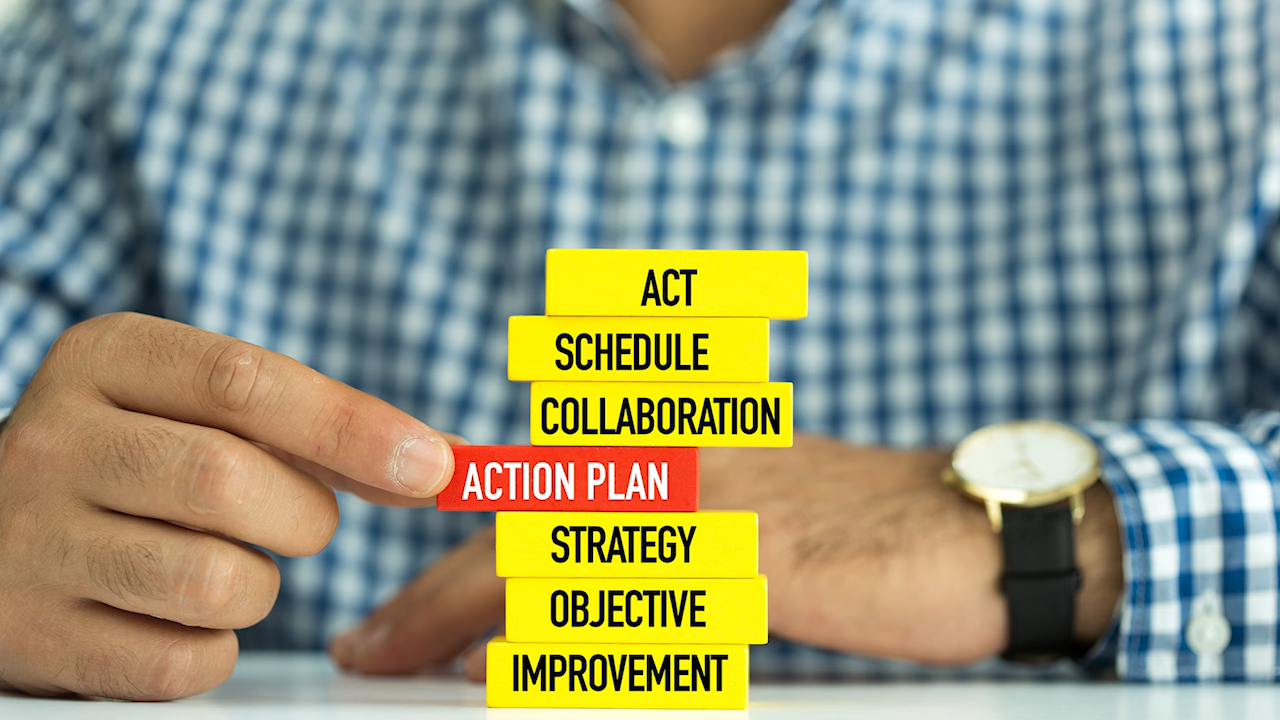 ACT
SCHEDULE
COLLABORATION
ACTION PLAN
STRATEGY
OBJECTIVE
IMPROVEMENT